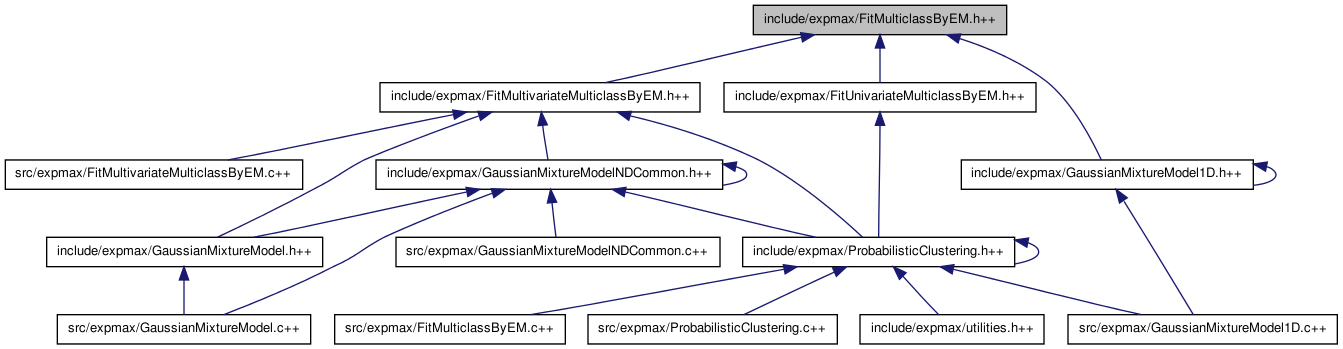 include/expmax/FitMulticlassByEM.h++
include/expmax/FitMultivariateMulticlassByEM.h++
include/expmax/FitUnivariateMulticlassByEM.h++
src/expmax/FitMultivariateMulticlassByEM.c++
include/expmax/GaussianMixtureModelNDCommon.h++
include/expmax/GaussianMixtureModel1D.h++
include/expmax/GaussianMixtureModel.h++
src/expmax/GaussianMixtureModelNDCommon.c++
include/expmax/ProbabilisticClustering.h++
src/expmax/GaussianMixtureModel.c++
src/expmax/FitMulticlassByEM.c++
src/expmax/ProbabilisticClustering.c++
include/expmax/utilities.h++
src/expmax/GaussianMixtureModel1D.c++